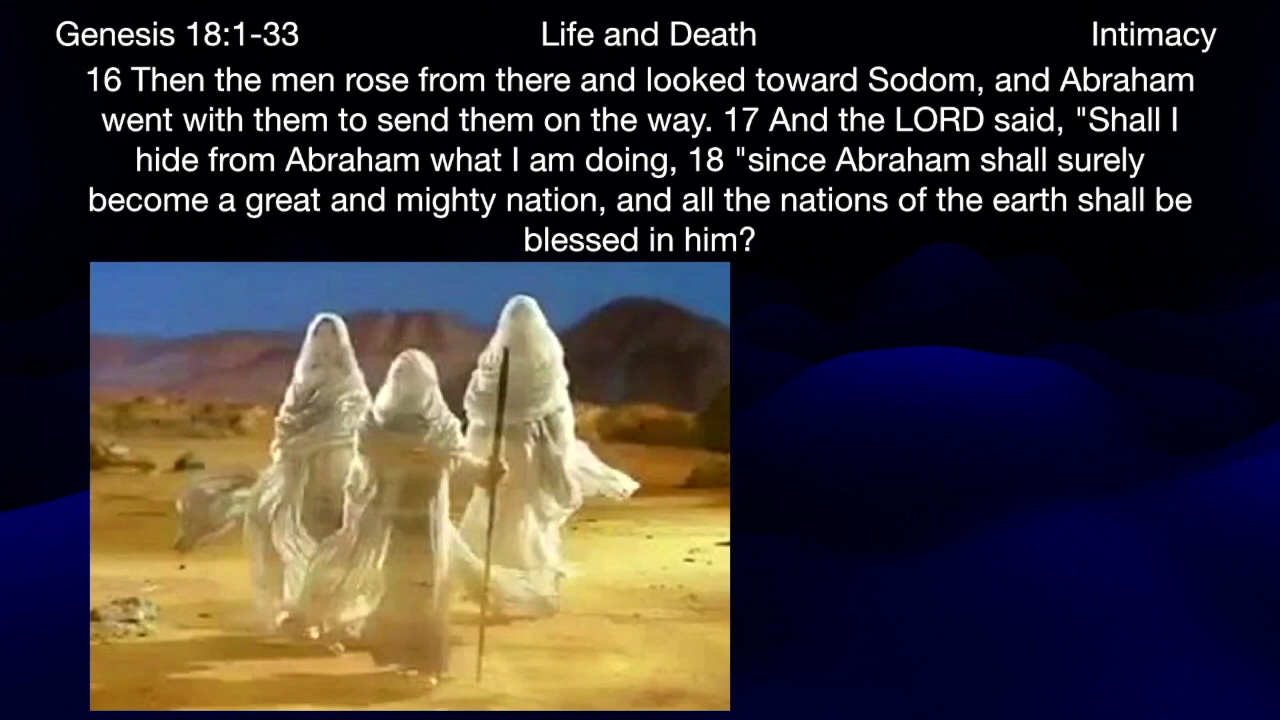 Genesis 18:1-33 Life and Death Intimacy
16 Then the men rose from there and looked toward Sodom, and Abraham
went with them to send them on the way. 17 And the LORD said, "Shall I
hide from Abraham what I am doing, 18 "since Abraham shall surely
become a great and mighty nation, and all the nations of the earth shall be
blessed in him?